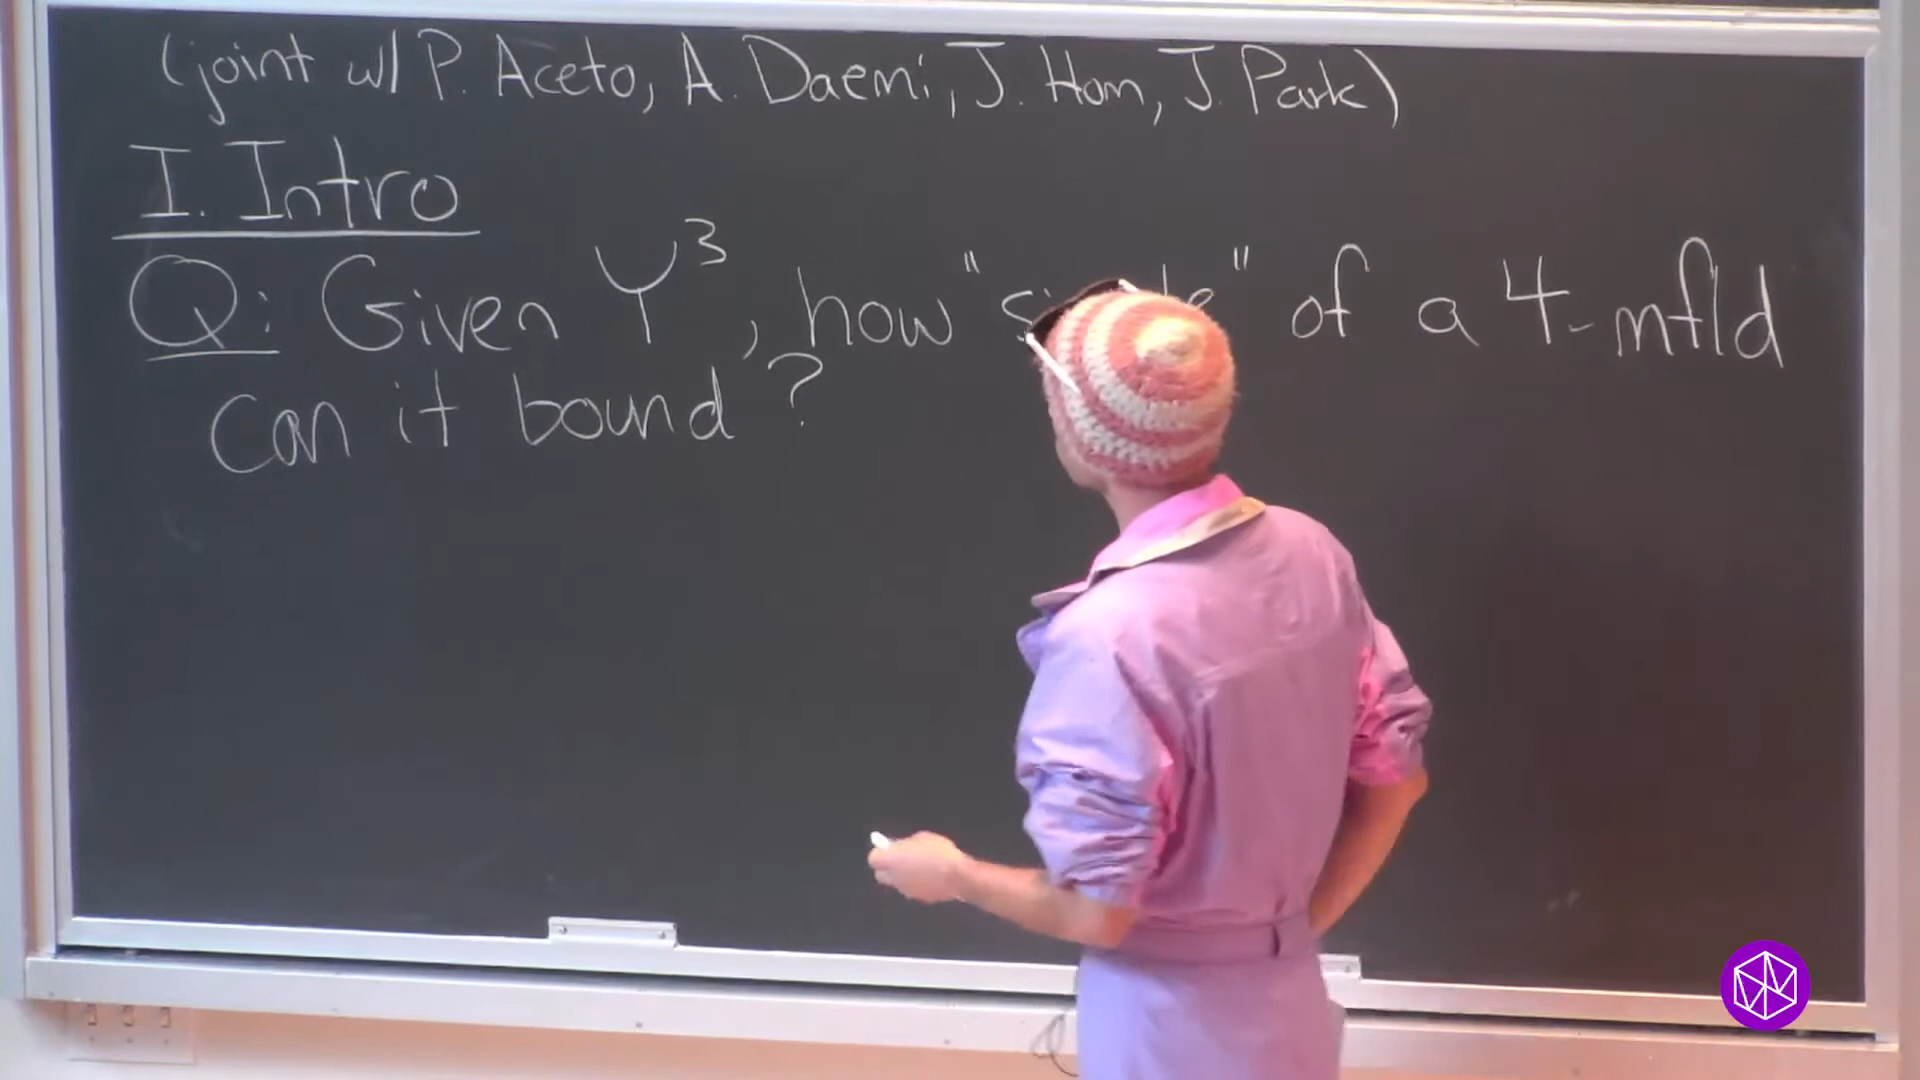 (joint w/ P. Aceto, A. Daemi, J. Hom, J. Park)
I. Intro
Q: Given Y³, how " " of a 4-mfld
can it bound?